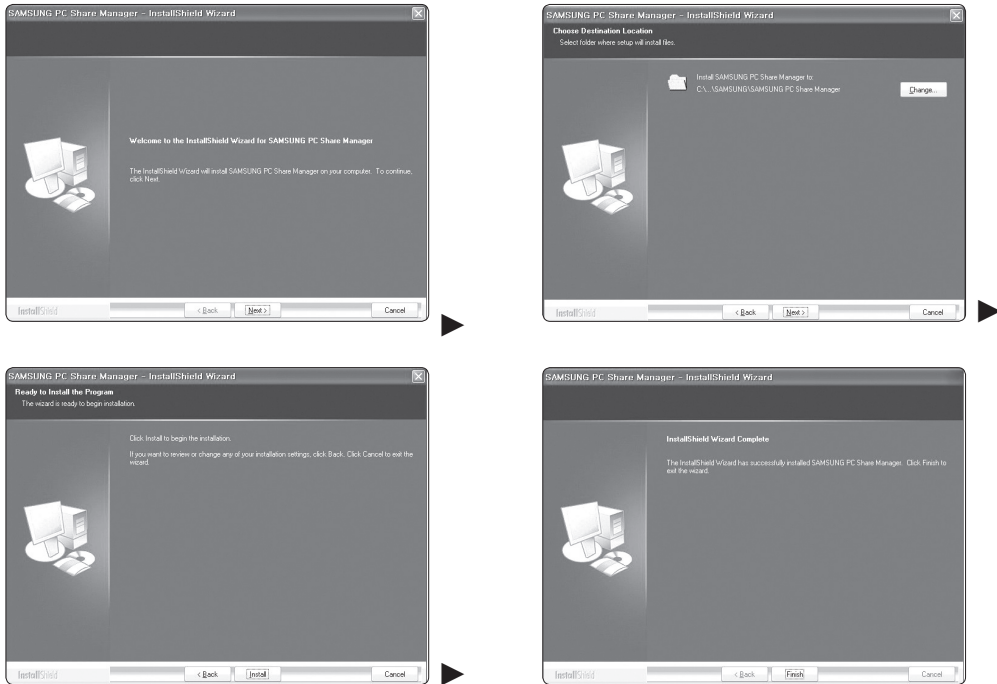 SAMSUNG PC Share Manager - InstallShield Wizard
Welcome to the InstallShield Wizard for SAMSUNG PC Share Manager
The InstallShield Wizard will install SAMSUNG PC Share Manager on your computer. To continue,
click Next.
InstallShield
< Back
Next >
Cancel
SAMSUNG PC Share Manager - InstallShield Wizard
Choose Destination Location
Select folder where setup will install files.
Install SAMSUNG PC Share Manager to:
C:\...\SAMSUNG\SAMSUNG PC Share Manager
Change...
InstallShield
< Back
Next >
Cancel
SAMSUNG PC Share Manager - InstallShield Wizard
Ready to Install the Program
The wizard is ready to begin installation.
Click Install to begin the installation.
If you want to review or change any of your installation settings, click Back. Click Cancel to exit the
wizard.
InstallShield
< Back
Install
Cancel
SAMSUNG PC Share Manager - InstallShield Wizard
InstallShield Wizard Complete
The InstallShield Wizard has successfully installed SAMSUNG PC Share Manager. Click Finish to
exit the wizard.
InstallShield
< Back
Finish
Cancel